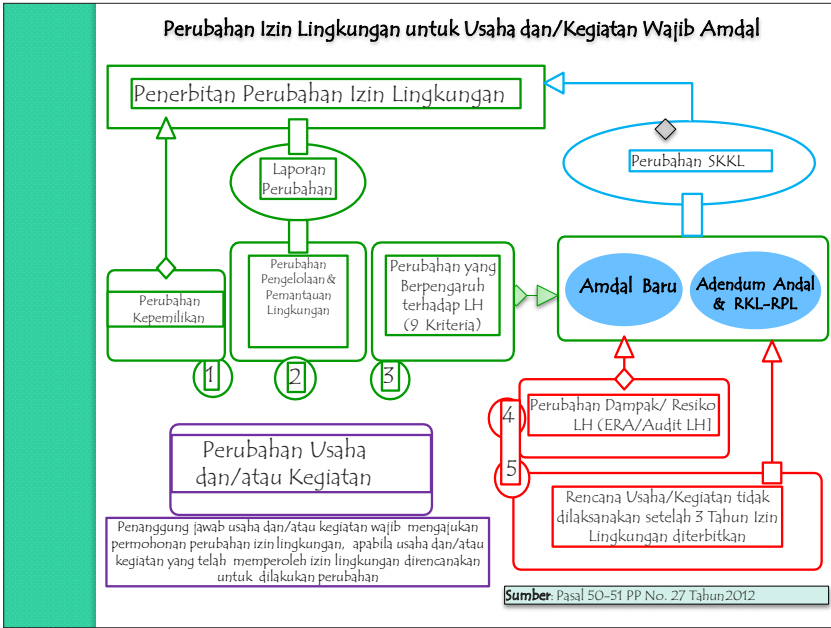 Perubahan Izin Lingkungan untuk Usaha dan/Kegiatan Wajib Amdal
Penerbitan Perubahan Izin Lingkungan
Perubahan SKKL
Laporan
Perubahan
Perubahan
Kepemilikan
Perubahan
Pengelolaan &
Pemantauan
Lingkungan
Perubahan yang
Berpengaruh
terhadap LH
(9 Kriteria)
Amdal Baru
Adendum Andal
& RKL-RPL
1
2
3
4
Perubahan Dampak/ Resiko
LH (ERA/Audit LH]
5
Rencana Usaha/Kegiatan tidak
dilaksanakan setelah 3 Tahun Izin
Lingkungan diterbitkan
Perubahan Usaha
dan/atau Kegiatan
Penanggung jawab usaha dan/atau kegiatan wajib mengajukan
permohonan perubahan izin lingkungan, apabila usaha dan/atau
kegiatan yang telah memperoleh izin lingkungan direncanakan
untuk dilakukan perubahan
Sumber: Pasal 50-51 PP No. 27 Tahun2012